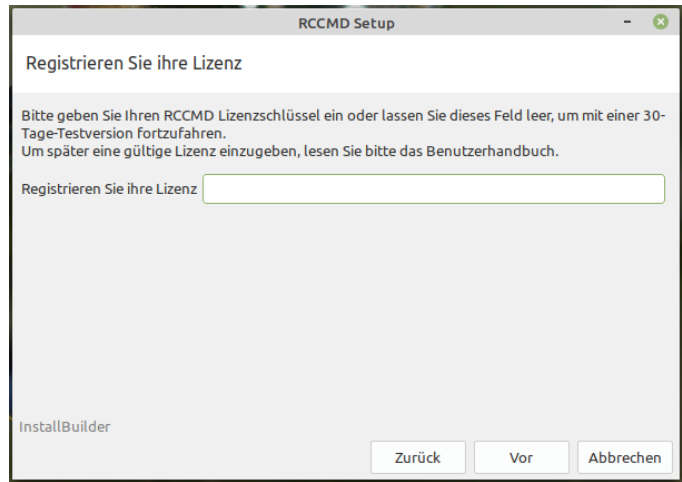 RCCMD Setup
Registrieren Sie ihre Lizenz
Bitte geben Sie Ihren RCCMD Lizenzschlüssel ein oder lassen Sie dieses Feld leer, um mit einer 30-
Tage-Testversion fortzufahren.
Um später eine gültige Lizenz einzugeben, lesen Sie bitte das Benutzerhandbuch.
Registrieren Sie ihre Lizenz
InstallBuilder
Zurück Vor Abbrechen